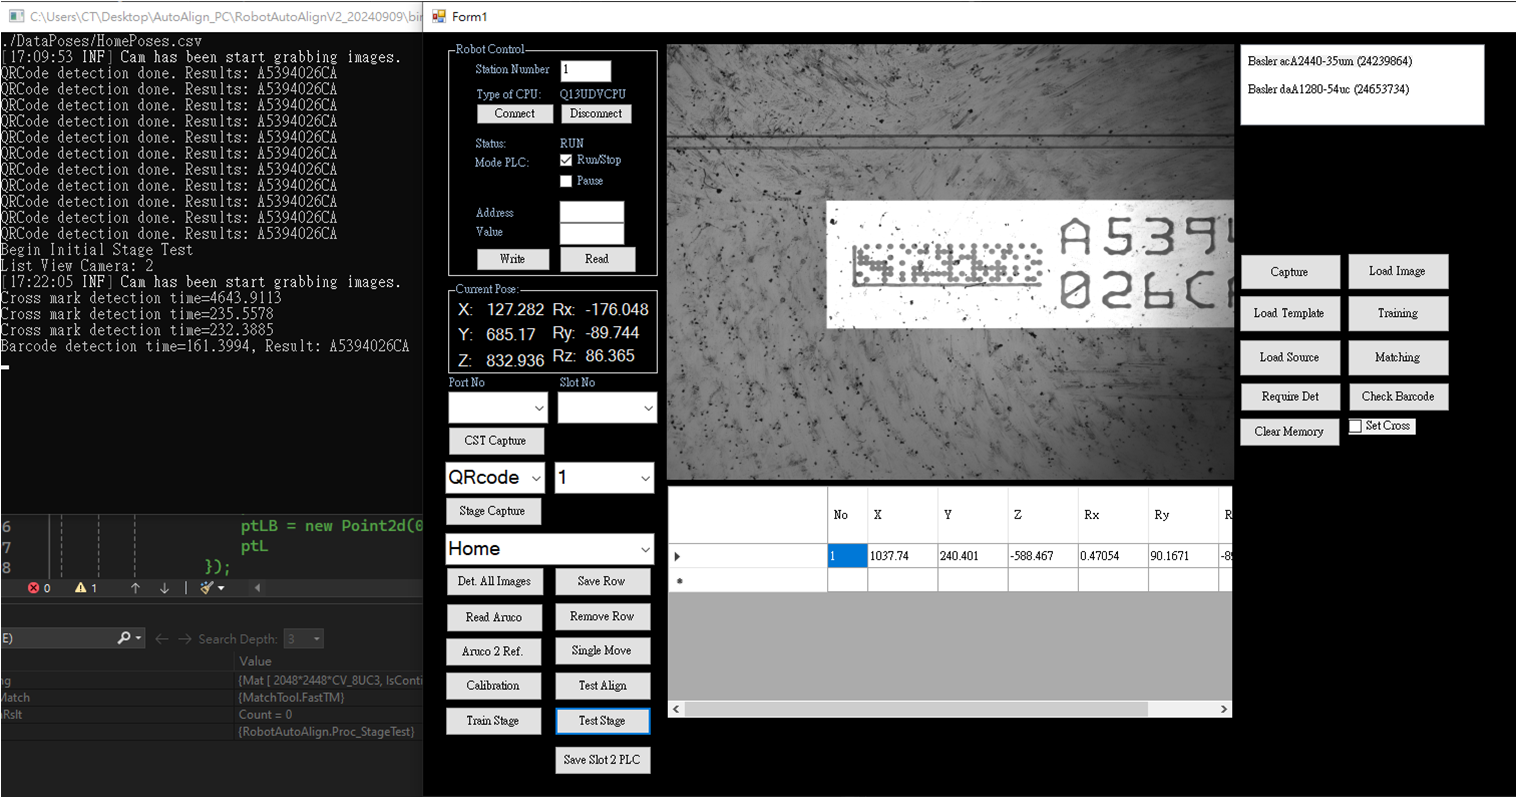 C:\Users\CT\Desktop\AutoAlign_PC\RobotAutoAlignV2_20240909\bin
./DataPoses/HomePoses.csv
[17:09:53 INF] Cam has been start grabbing images.
QRCode detection done. Results: A5394026CA
QRCode detection done. Results: A5394026CA
QRCode detection done. Results: A5394026CA
QRCode detection done. Results: A5394026CA
QRCode detection done. Results: A5394026CA
QRCode detection done. Results: A5394026CA
QRCode detection done. Results: A5394026CA
QRCode detection done. Results: A5394026CA
QRCode detection done. Results: A5394026CA
QRCode detection done. Results: A5394026CA
QRCode detection done. Results: A5394026CA
Begin Initial Stage Test
List View Camera: 2
[17:22:05 INF] Cam has been start grabbing images.
Cross mark detection time=4643.9113
Cross mark detection time=235.5578
Cross mark detection time=232.3885
Barcode detection time=161.3994, Result: A5394026CA
6 ptLB = new Point2d(0
7 ptL
8 });
0 1
E) Search Depth: 3
Value
ng {Mat [ 2048*2448*CV_8UC3, IsConti
Match {MatchTool.FastTM}
nRslt Count = 0
{RobotAutoAlign.Proc_StageTest}
Form1
Robot Control
Station Number 1
Type of CPU: Q13UDVCPU
Connect Disconnect
Status: RUN
Mode PLC: Run/Stop
Pause
Address
Value
Write Read
Current Pose:
X: 127.282 Rx: -176.048
Y: 685.17 Ry: -89.744
Z: 832.936 Rz: 86.365
Port No Slot No
CST Capture
QRcode 1
Stage Capture
Home
Det. All Images Save Row
Read Aruco Remove Row
Aruco 2 Ref. Single Move
Calibration Test Align
Train Stage Test Stage
Save Slot 2 PLC
A5394
026CA
No X Y Z Rx Ry R
1 1037.74 240.401 -588.467 0.47054 90.1671 -89
Basler acA2440-35um (24239864)
Basler daA1280-54uc (24653734)
Capture Load Image
Load Template Training
Load Source Matching
Require Det Check Barcode
Clear Memory Set Cross